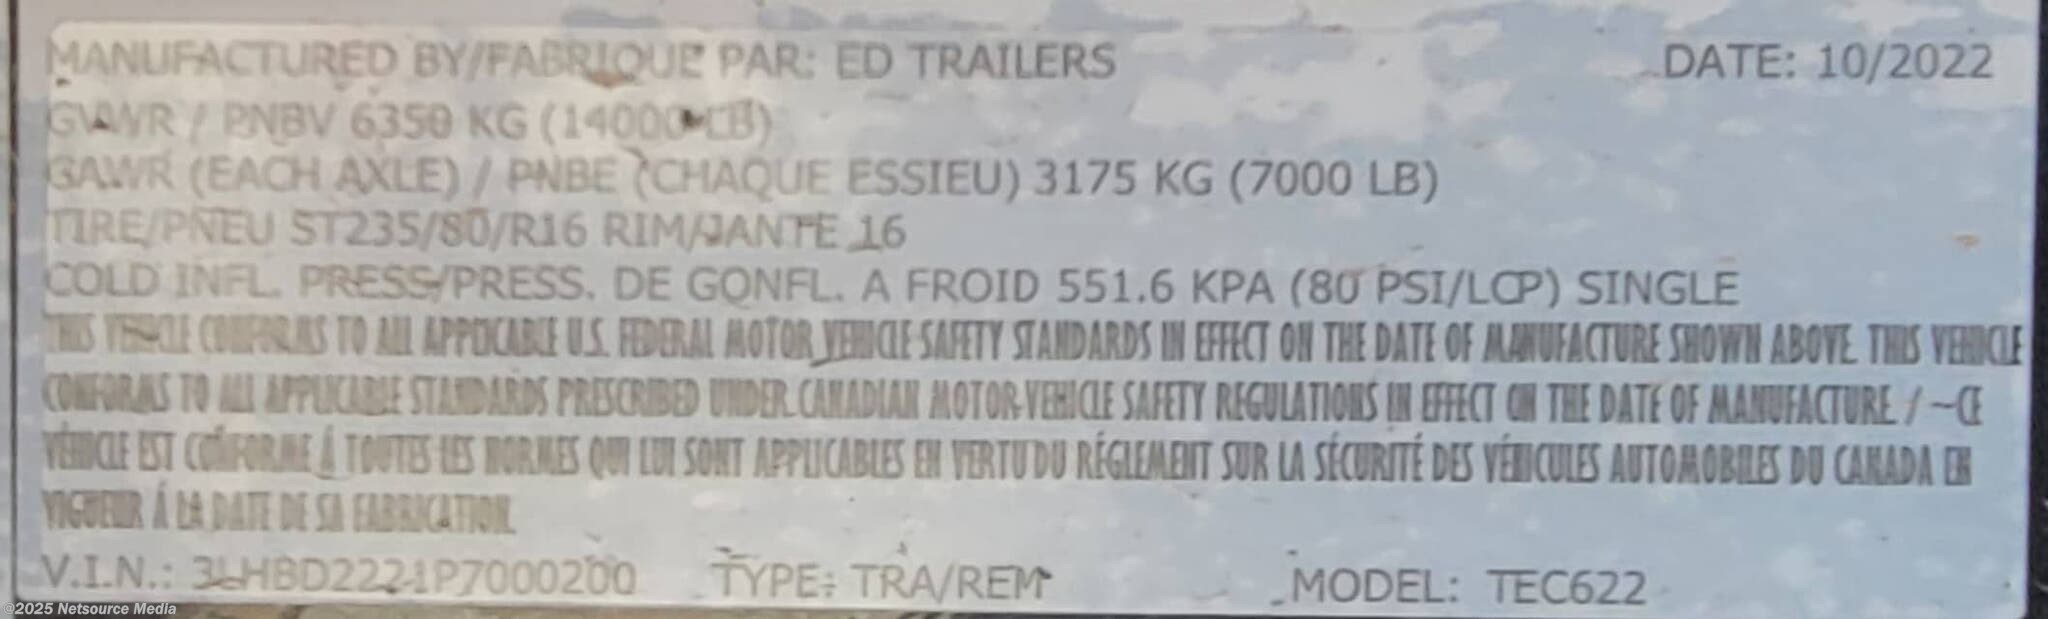 MANUFACTURED BY/FABRIQUE PAR: ED TRAILERS DATE: 10/2022
GVWR / PNBV 6350 KG (14000 LB)
GAWR (EACH AXLE) / PNBE (CHAQUE ESSIEU) 3175 KG (7000 LB)
TIRE/PNEU ST235/80/R16 RIM/JANTE 16
COLD INFL. PRESS/PRESS. DE GONFL. A FROID 551.6 KPA (80 PSI/LCP) SINGLE
THIS VEHICLE CONFORMS TO ALL APPLICABLE U.S. FEDERAL MOTOR VEHICLE SAFETY STANDARDS IN EFFECT ON THE DATE OF MANUFACTURE SHOWN ABOVE. THIS VEHICLE
CONFORMS TO ALL APPLICABLE STANDARDS PRESCRIBED UNDER CANADIAN MOTOR VEHICLE SAFETY REGULATIONS IN EFFECT ON THE DATE OF MANUFACTURE. / ~CE
VÉHICLE EST CONFORME Á TOUTES LES NORMES QUI LUI SONT APPLICABLES EN VERTU DU RÉGLEMENT SUR LA SÉCURITÉ DES VÉHICULES AUTOMOBILES DU CANADA EN
VIGUEUR Á LA DATE DE SA FABRICATION.
V.I.N.: 3LHBD2221P7000200 TYPE: TRA/REM MODEL: TEC622
©2025 Netsource Media